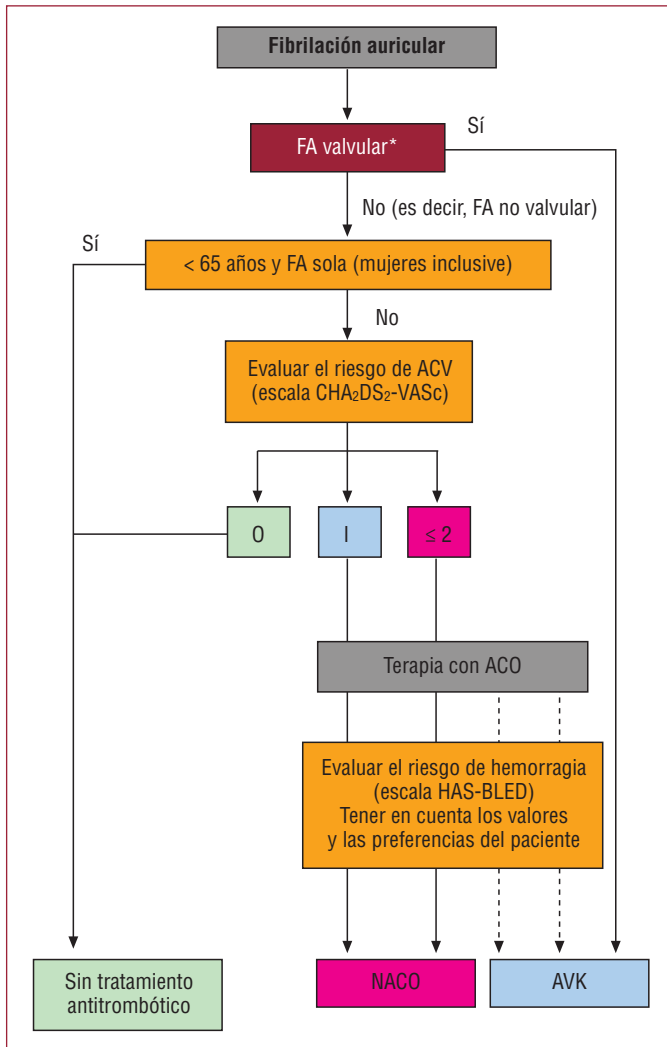 Fibrilación auricular
FA valvular*
Sí
No (es decir, FA no valvular)
Sí
< 65 años y FA sola (mujeres inclusive)
No
Evaluar el riesgo de ACV
(escala CHA₂DS₂-VASc)
0
I
≤ 2
Terapia con ACO
Evaluar el riesgo de hemorragia
(escala HAS-BLED)
Tener en cuenta los valores
y las preferencias del paciente
Sin tratamiento
antitrombótico
NACO
AVK